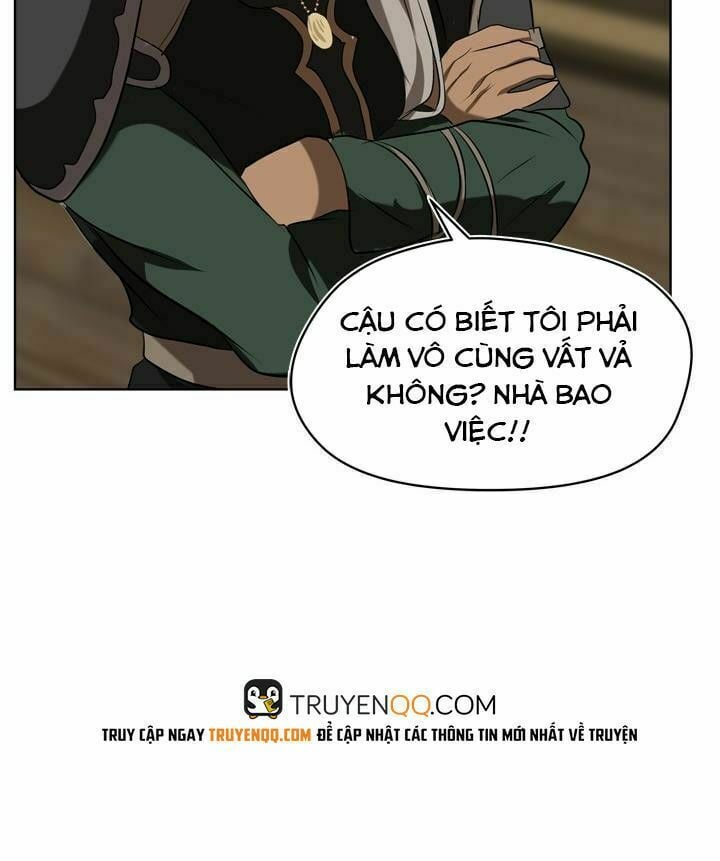 CẬU CÓ BIẾT TÔI PHẢI
LÀM VÔ CÙNG VẤT VẢ
KHÔNG? NHÀ BAO
VIỆC!!
TRUYENQQ.COM
TRUY CẬP NGAY TRUYENQQ.COM ĐỂ CẬP NHẬT CÁC THÔNG TIN MỚI NHẤT VỀ TRUYỆN